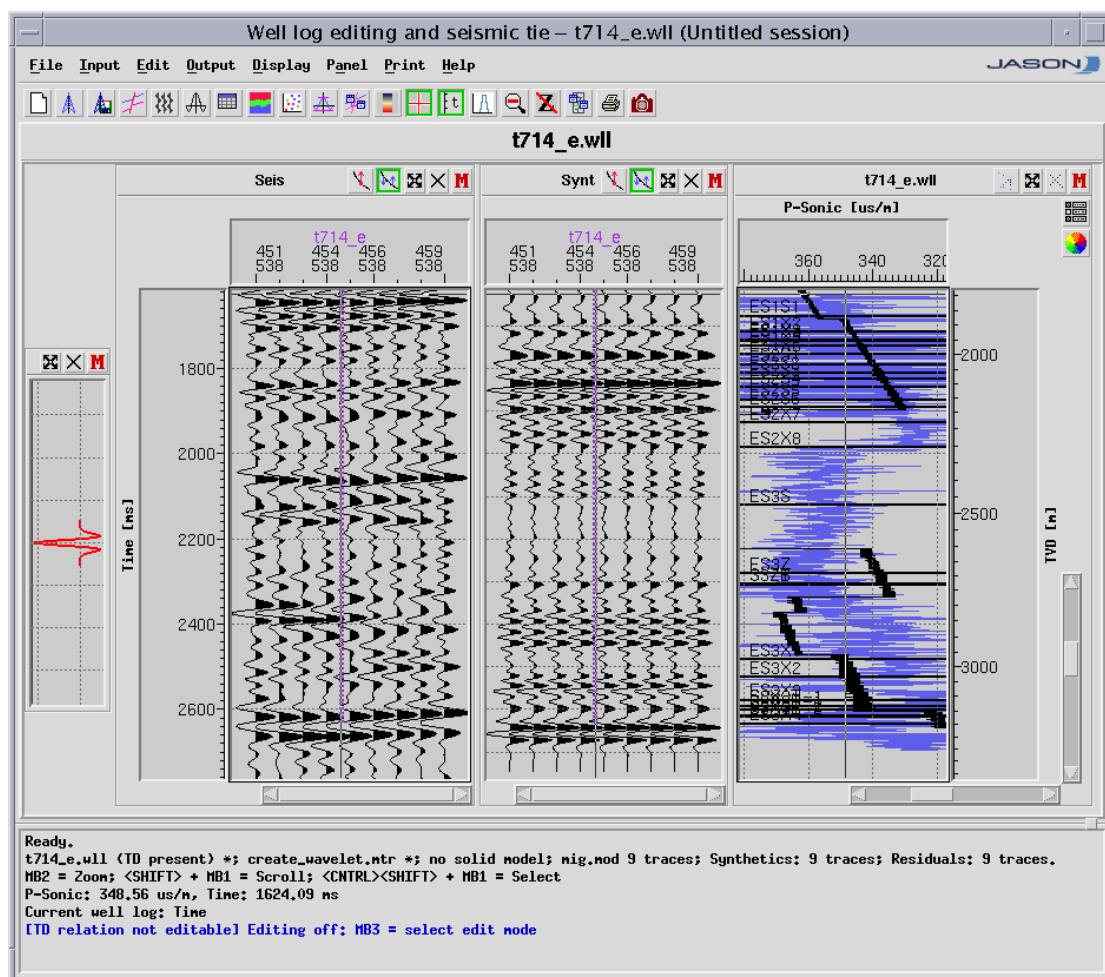 Well log editing and seismic tie – t714_e.wll (Untitled session)
File Input Edit Output Display Panel Print Help
JASON
t714_e.wll
Seis
M
Synt
M
t714_e.wll
M
P-Sonic [us/m]
t714_e
451 454 456 459
538 538 538 538
t714_e
451 454 456 459
538 538 538 538
360 340 320
M
Time [ms]
1800
2000
2200
2400
2600
ES1S1
ES2X7
ES2X8
ES3S
ES3Z
ES3X
ES3X2
2000
2500
3000
TVD [m]
Ready.
t714_e.wll (TD present) *; create_wavelet.mtr *; no solid model; mig.mod 9 traces; Synthetics: 9 traces; Residuals: 9 traces.
MB2 = Zoom; <SHIFT> + MB1 = Scroll; <CNTRL><SHIFT> + MB1 = Select
P-Sonic: 348.56 us/m, Time: 1624.09 ms
Current well log: Time
[TD relation not editable] Editing off: MB3 = select edit mode